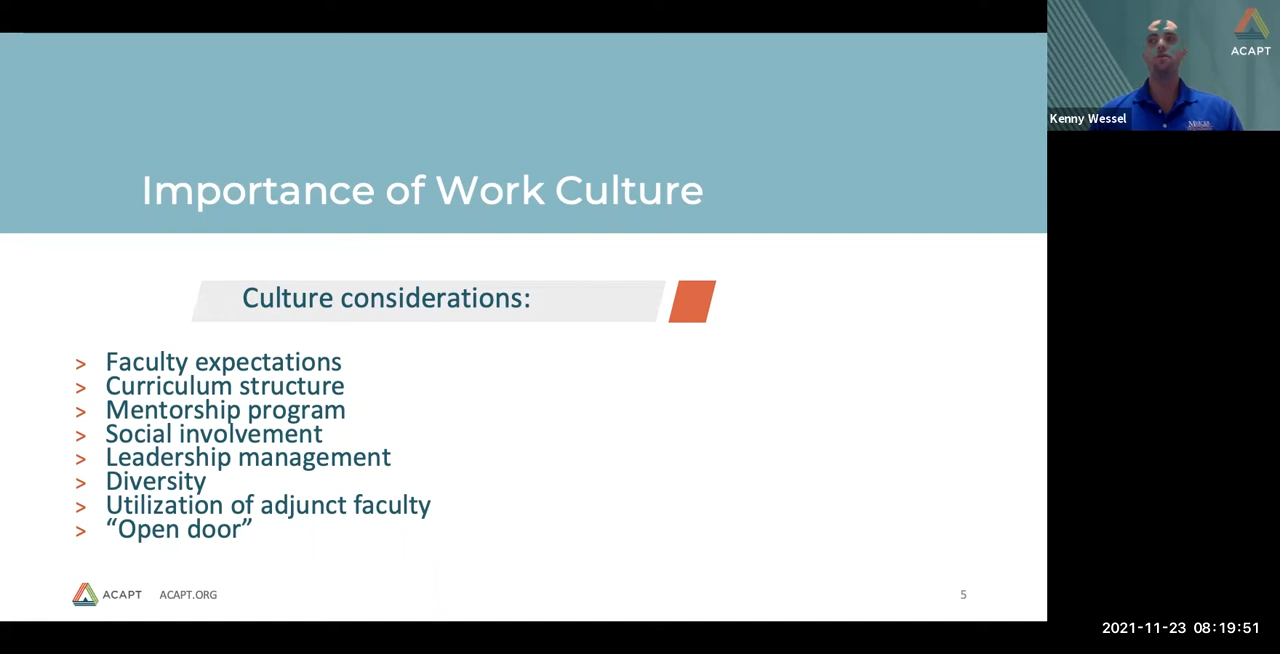 Importance of Work Culture
Culture considerations:
> Faculty expectations
> Curriculum structure
> Mentorship program
> Social involvement
> Leadership management
> Diversity
> Utilization of adjunct faculty
> “Open door”
ACAPT ACAPT.ORG
5
ACAPT
Kenny Wessel
2021-11-23 08:19:51